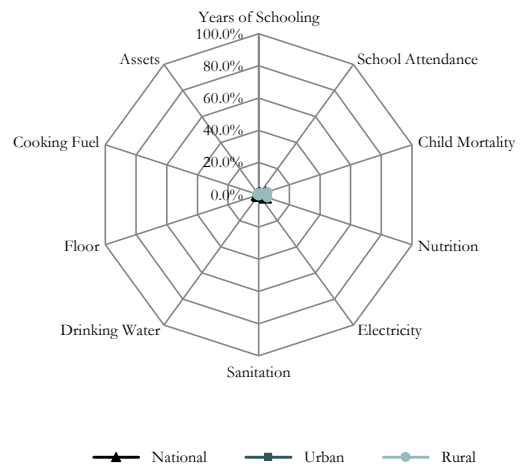 Years of Schooling
100.0%
Assets
School Attendance
80.0%
60.0%
Cooking Fuel
40.0%
Child Mortality
20.0%
0.0%
Floor
Nutrition
Drinking Water
Electricity
Sanitation
National Urban Rural